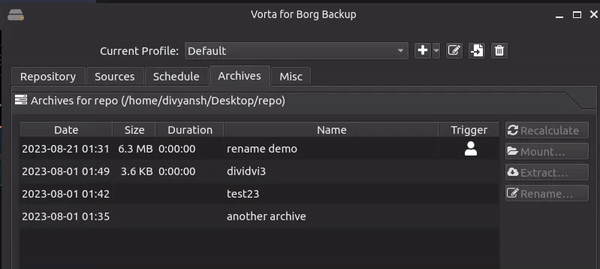 Vorta for Borg Backup
Current Profile: Default
Repository Sources Schedule Archives Misc
Archives for repo (/home/divyansh/Desktop/repo)
Date Size Duration Name Trigger
2023-08-21 01:31 6.3 MB 0:00:00 rename demo
2023-08-01 01:49 3.6 KB 0:00:00 dividvi3
2023-08-01 01:42 test23
2023-08-01 01:35 another archive
Recalculate
Mount…
Extract…
Rename…